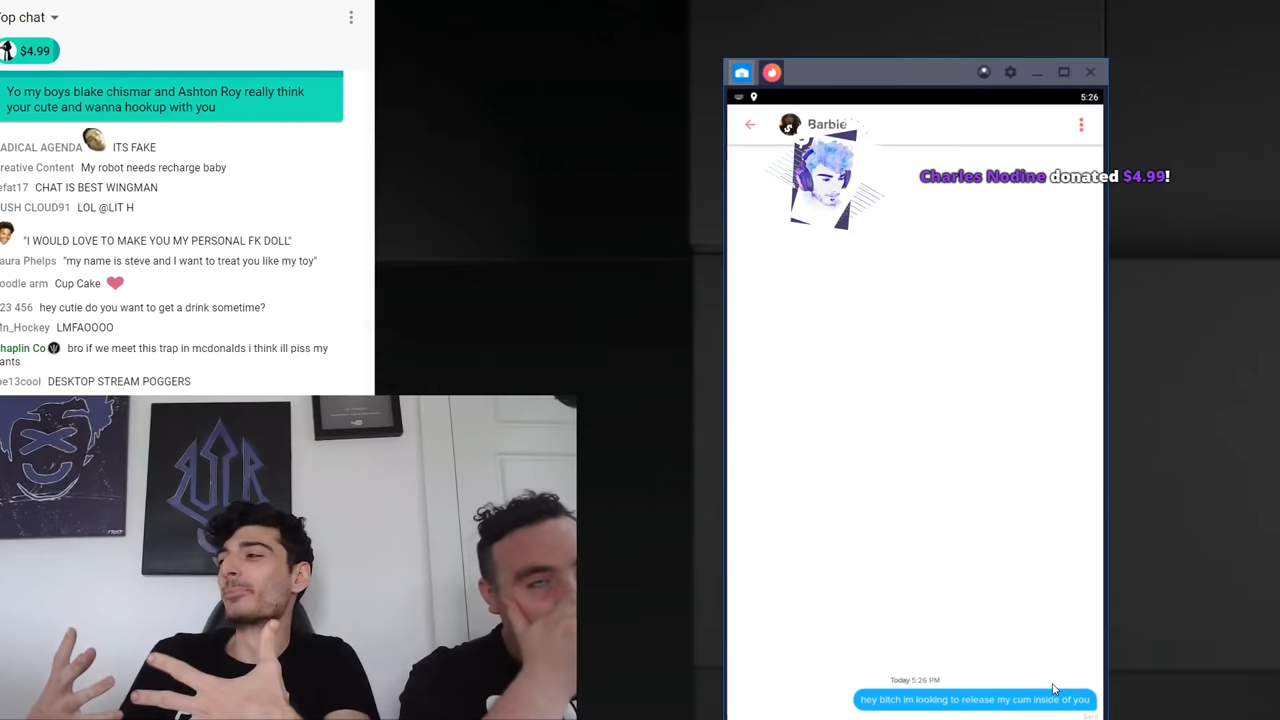 op chat
$4.99
Yo my boys blake chismar and Ashton Roy really think
your cute and wanna hookup with you
ADICAL AGENDA ITS FAKE
reative Content My robot needs recharge baby
efat17 CHAT IS BEST WINGMAN
USH CLOUD91 LOL @LIT H
"I WOULD LOVE TO MAKE YOU MY PERSONAL FK DOLL"
aura Phelps "my name is steve and I want to treat you like my toy"
oodle arm Cup Cake
23 456 hey cutie do you want to get a drink sometime?
n_Hockey LMFAOOOO
haplin Co bro if we meet this trap in mcdonalds i think ill piss my
ants
e13cool DESKTOP STREAM POGGERS
5:26
Barbie
Charles Nodine donated $4.99!
Today 5:26 PM
hey bitch im looking to release my cum inside of you
Sent